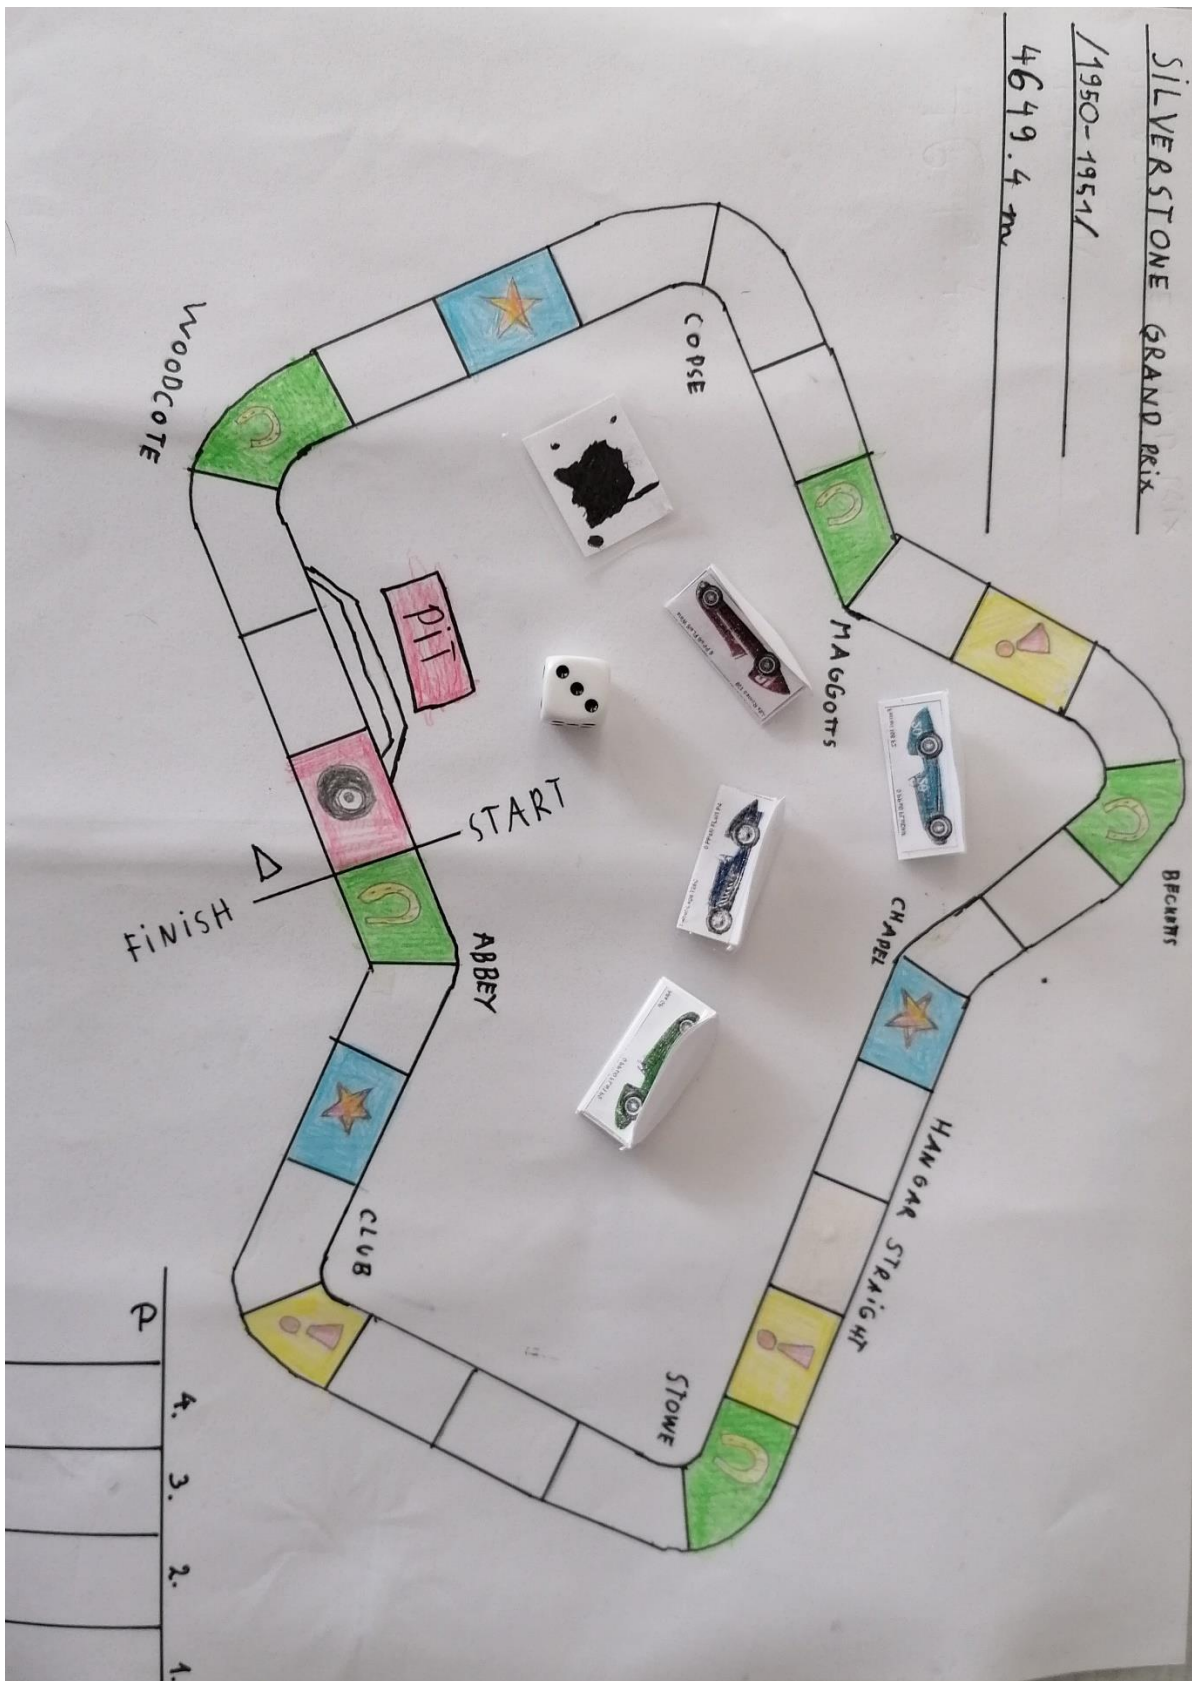 SILVERSTONE GRAND PRIX
/1950-1951/
4649.4 m
COPSE
WOODCOTE
MAGGOTTS
PIT
START
FINISH
BECKETTS
CHAPEL
ABBEY
HANGAR STRAIGHT
CLUB
STOWE
P
4.
3.
2.
1.